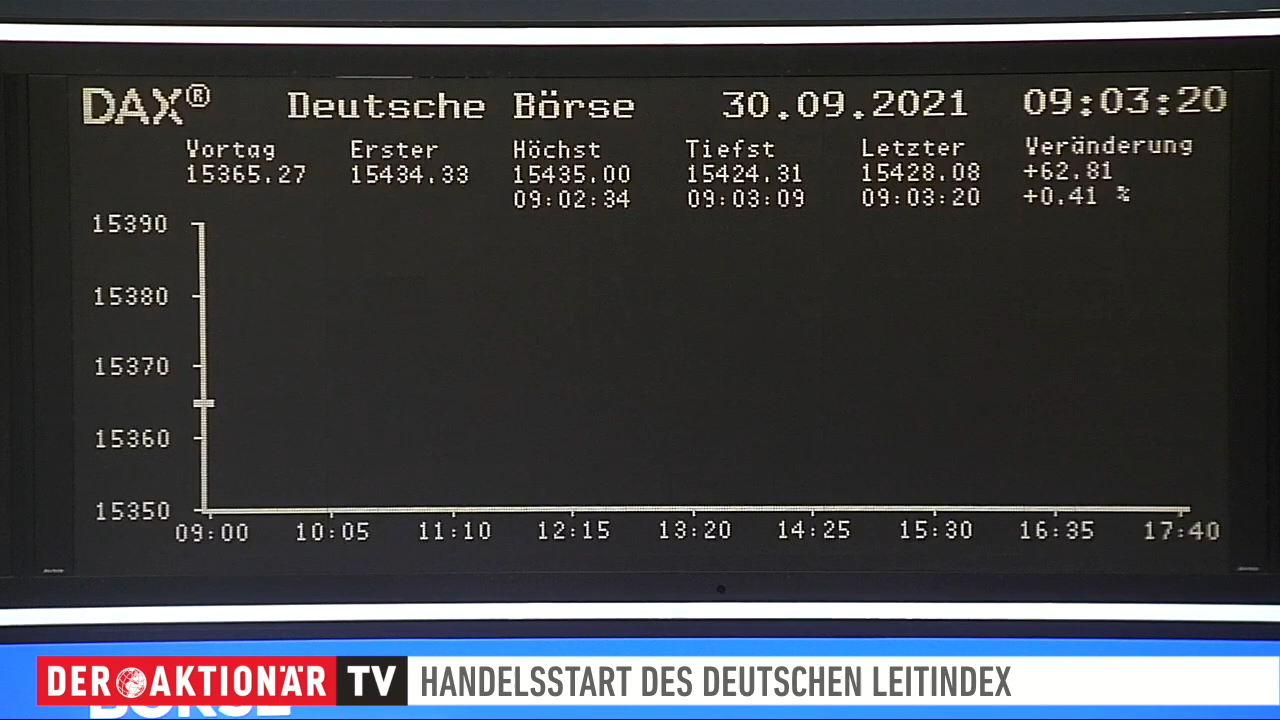 DAX® Deutsche Börse 30.09.2021 09:03:20
Vortag Erster Höchst Tiefst Letzter Veränderung
15365.27 15434.33 15435.00 15424.31 15428.08 +62.81
09:02:34 09:03:09 09:03:20 +0.41 %
15390
15380
15370
15360
15350
09:00 10:05 11:10 12:15 13:20 14:25 15:30 16:35 17:40
DER AKTIONÄR TV HANDELSSTART DES DEUTSCHEN LEITINDEX
BÖRSE